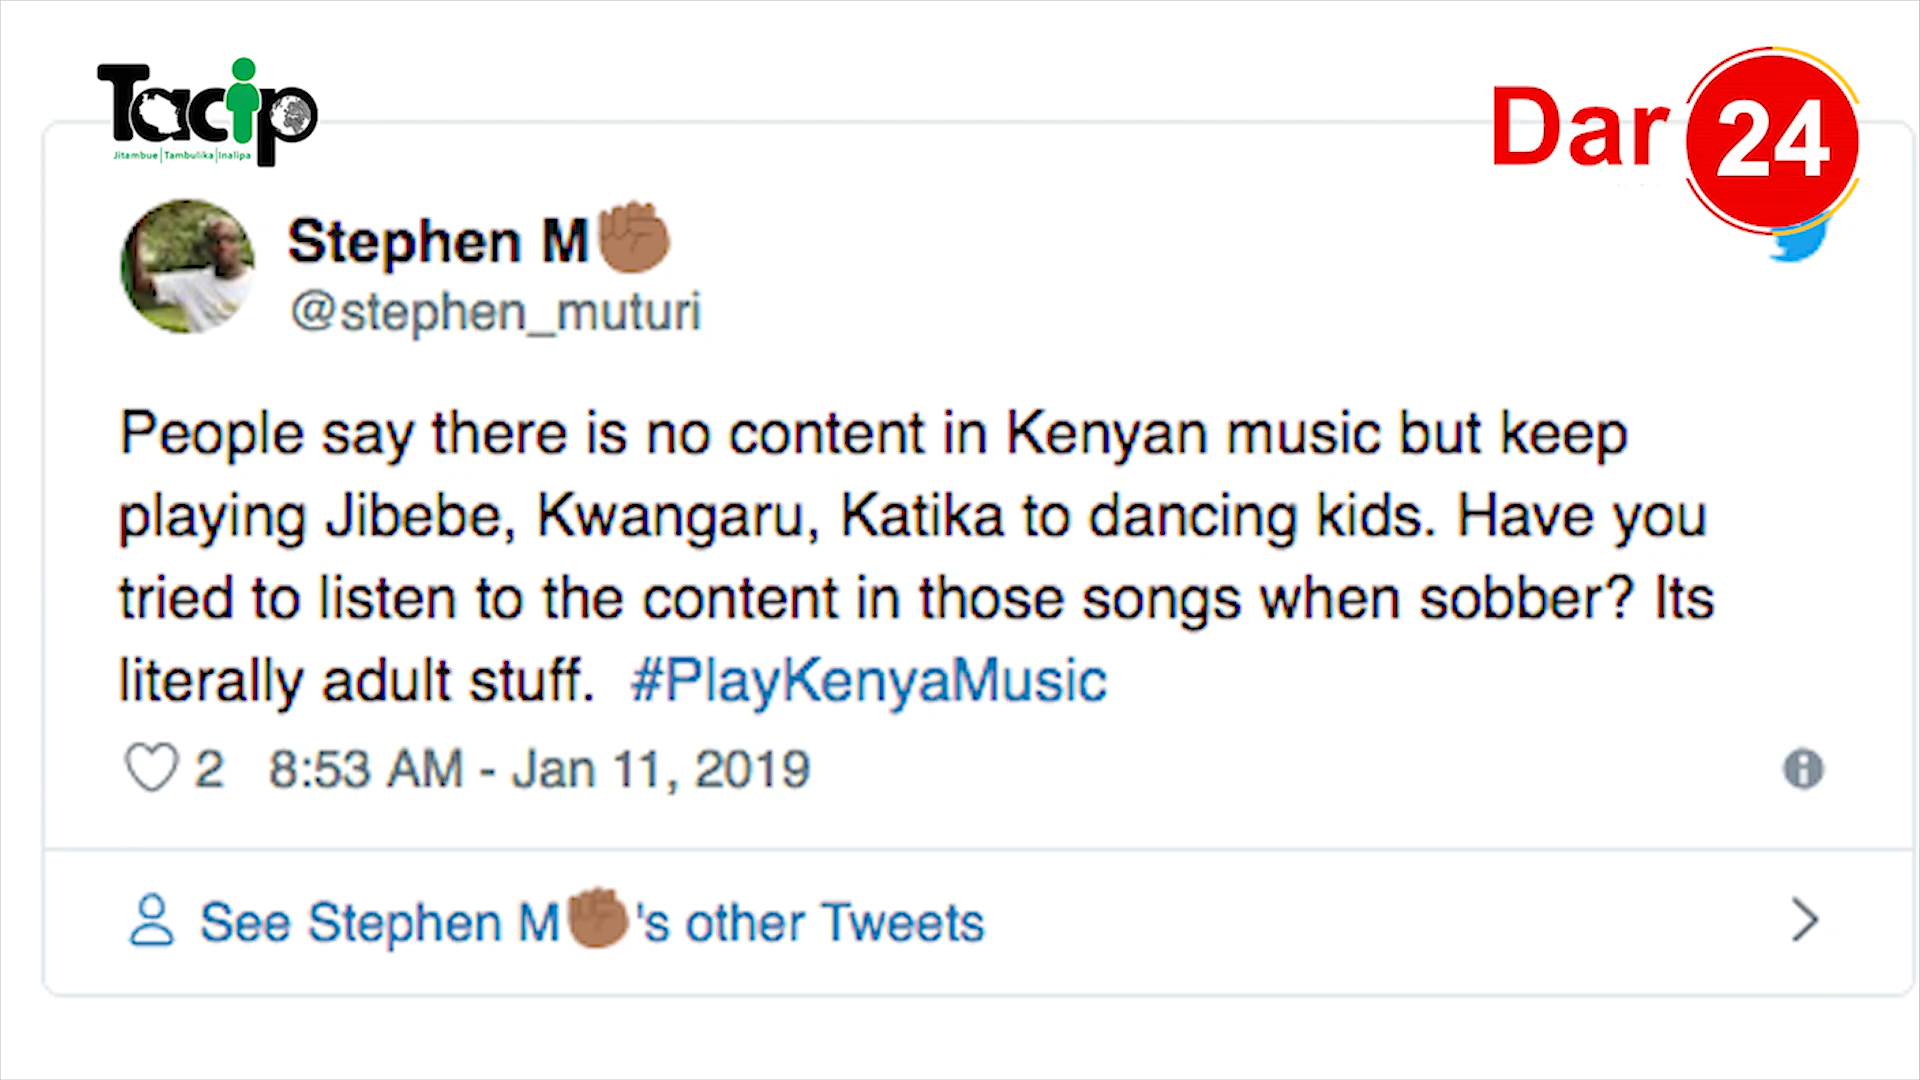 Tacip
Jitambue|Tambulika|Inalipa
Dar 24
Stephen M✊🏾
@stephen_muturi
People say there is no content in Kenyan music but keep
playing Jibebe, Kwangaru, Katika to dancing kids. Have you
tried to listen to the content in those songs when sobber? Its
literally adult stuff. #PlayKenyaMusic
2 8:53 AM - Jan 11, 2019
See Stephen M✊🏾's other Tweets